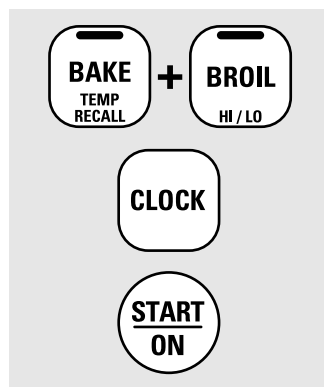 BAKE
TEMP
RECALL
+
BROIL
HI / LO
CLOCK
START
ON